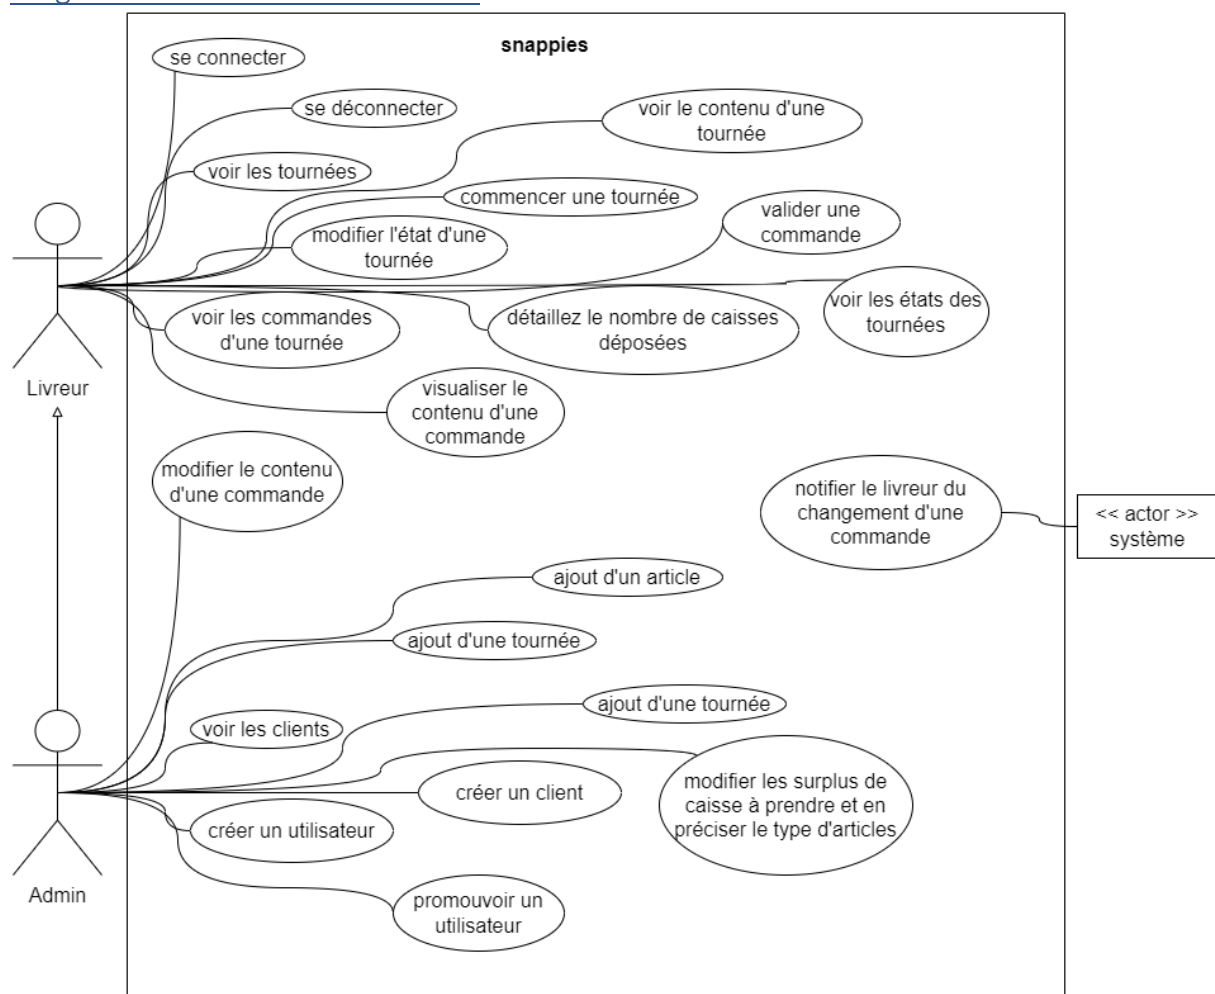 snappies
se connecter
se déconnecter
voir le contenu d'une
tournée
voir les tournées
commencer une tournée
valider une
commande
modifier l'état d'une
tournée
voir les états des
tournées
voir les commandes
d'une tournée
détaillez le nombre de caisses
déposées
Livreur
visualiser le
contenu d'une
commande
modifier le contenu
d'une commande
notifier le livreur du
changement d'une
commande
<< actor >>
système
ajout d'un article
ajout d'une tournée
ajout d'une tournée
voir les clients
modifier les surplus de
caisse à prendre et en
préciser le type d'articles
créer un client
créer un utilisateur
Admin
promouvoir un
utilisateur